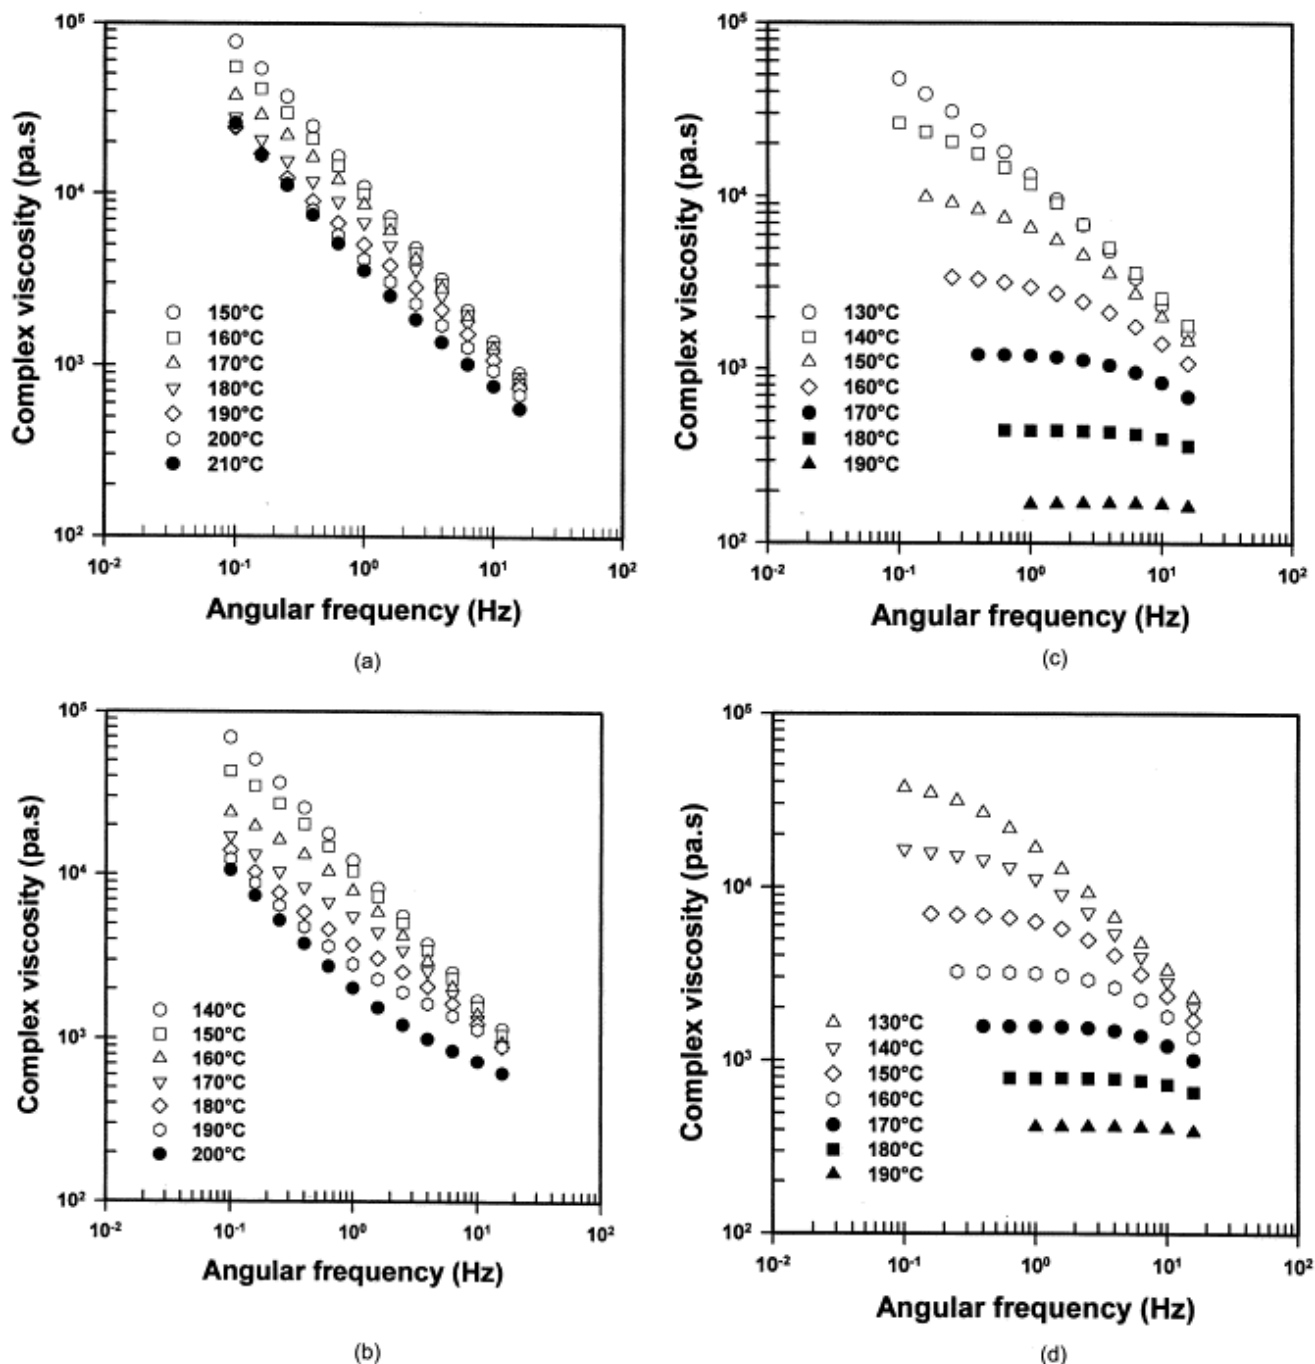 10⁵
10⁴
10³
10²
10⁻²
10⁻¹
10⁰
10¹
10²
Complex viscosity (pa.s)
150°C
160°C
170°C
180°C
190°C
200°C
210°C
Angular frequency (Hz)
(a)
10⁵
10⁴
10³
10²
10⁻²
10⁻¹
10⁰
10¹
10²
Complex viscosity (pa.s)
140°C
150°C
160°C
170°C
180°C
190°C
200°C
Angular frequency (Hz)
(b)
10⁵
10⁴
10³
10²
10⁻²
10⁻¹
10⁰
10¹
10²
Complex viscosity (pa.s)
130°C
140°C
150°C
160°C
170°C
180°C
190°C
Angular frequency (Hz)
(c)
10⁵
10⁴
10³
10²
10⁻²
10⁻¹
10⁰
10¹
10²
Complex viscosity (pa.s)
130°C
140°C
150°C
160°C
170°C
180°C
190°C
Angular frequency (Hz)
(d)